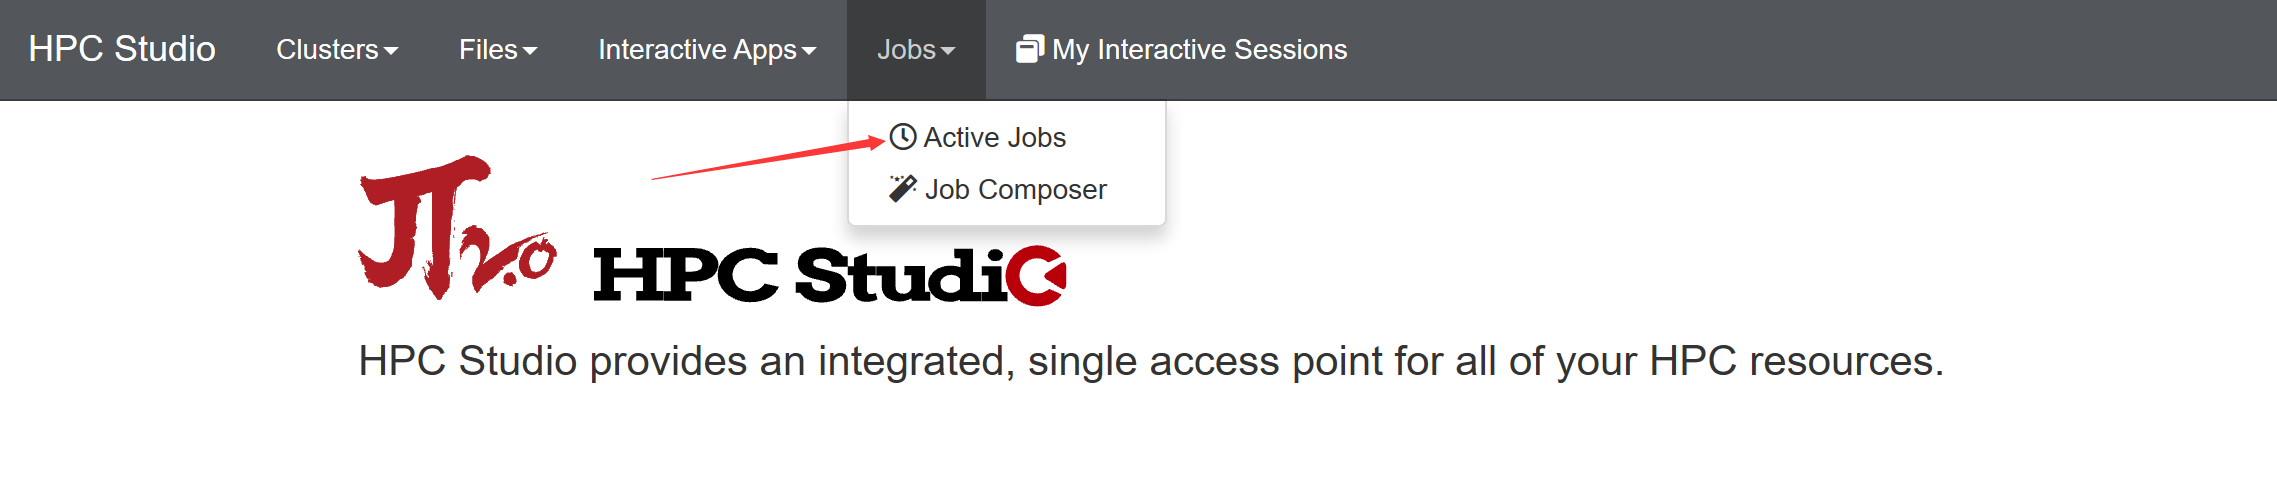 HPC Studio Clusters Files Interactive Apps Jobs My Interactive Sessions
Active Jobs
Job Composer
JT2.0
HPC Studio
HPC Studio provides an integrated, single access point for all of your HPC resources.